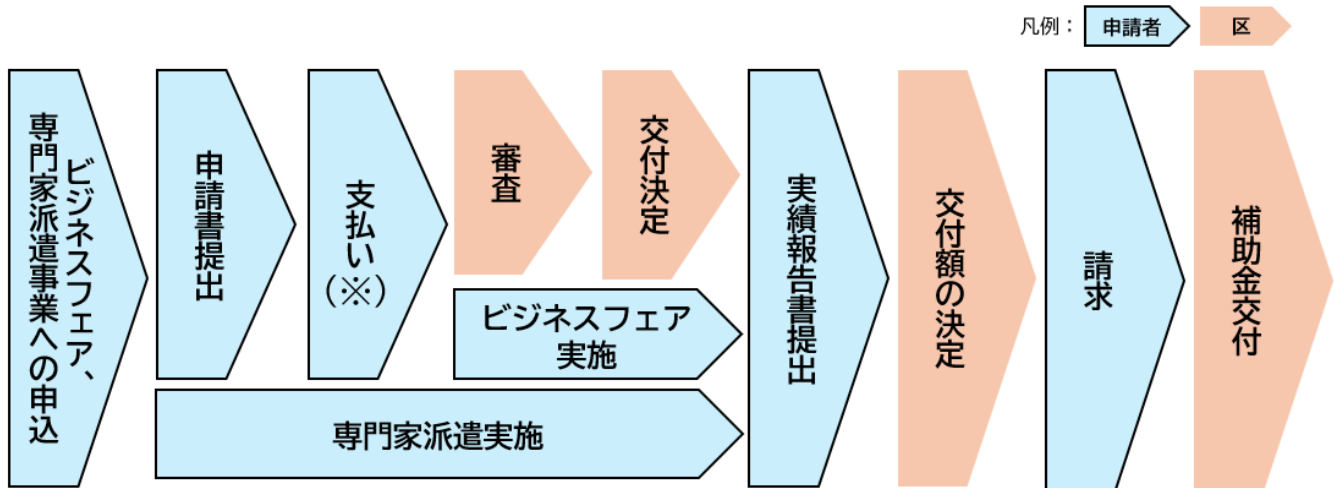 凡例：
申請者
区
ビジネスフェア、
専門家派遣事業への申込
申請書提出
支払い
（※）
審査
交付決定
ビジネスフェア
実施
専門家派遣実施
実績報告書提出
交付額の決定
請求
補助金交付